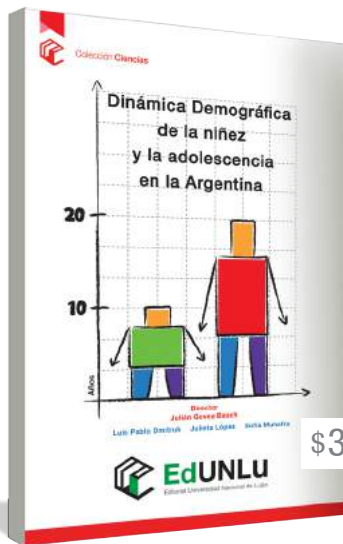 Colección Ciencias
Dinámica Demográfica
de la niñez
y la adolescencia
en la Argentina
20
10
Años
Director
Julián Govea Basch
Luis Pablo Dmitruk Julieta López Sofía
EdUNLu
Editorial Universidad Nacional de Luján
$3